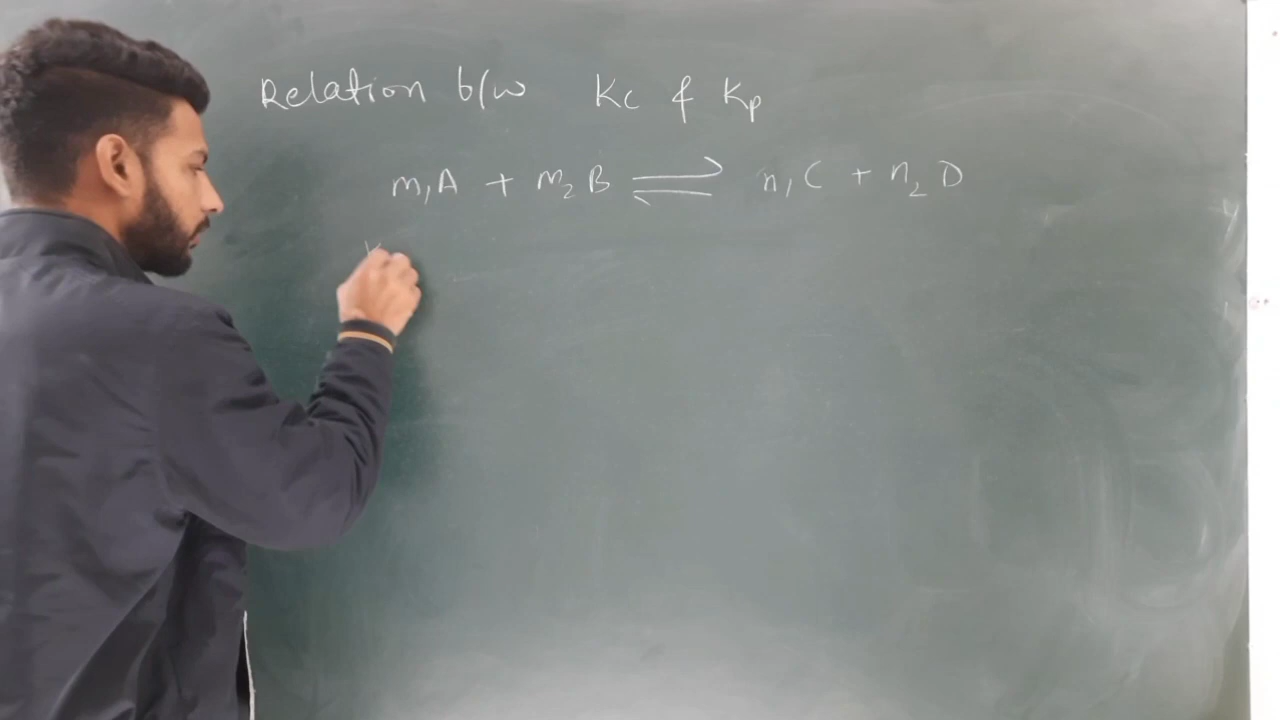 Relation b/w Kc & Kp
m₁A + m₂B ⇌ n₁C + n₂D